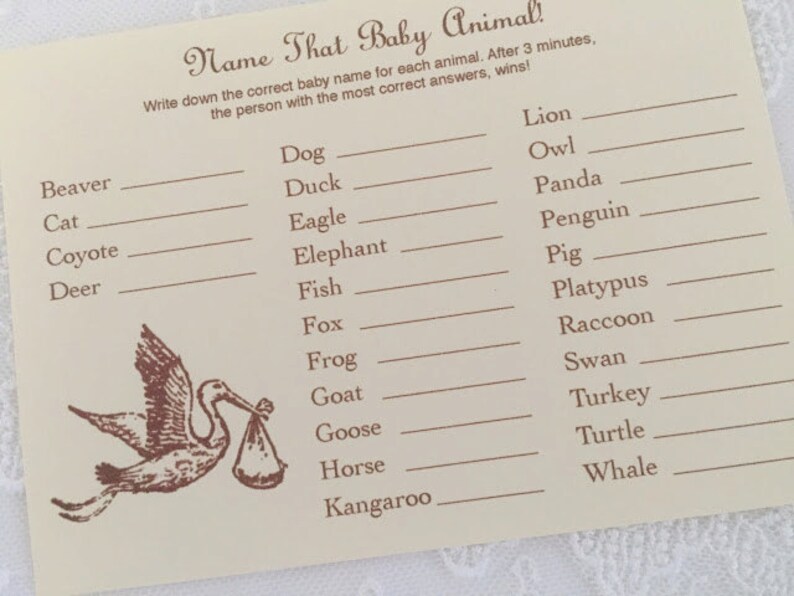 Name That Baby Animal!
Write down the correct baby name for each animal. After 3 minutes,
the person with the most correct answers, wins!
Beaver
Cat
Coyote
Deer
Dog
Duck
Eagle
Elephant
Fish
Fox
Frog
Goat
Goose
Horse
Kangaroo
Lion
Owl
Panda
Penguin
Pig
Platypus
Raccoon
Swan
Turkey
Turtle
Whale